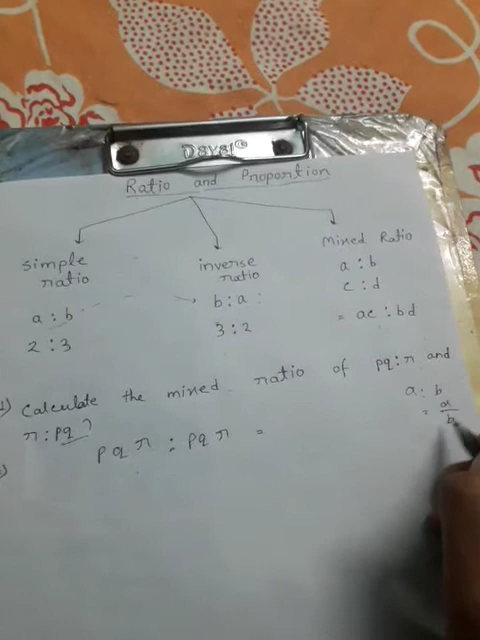 Dayal®
Ratio and Proportion
simple ratio
a : b
2 : 3
inverse ratio
b : a
3 : 2
Mixed Ratio
a : b
c : d
= ac : bd
1) Calculate the mixed ratio of pq:r and
r : pq ?
pqr : pqr =
a : b
= a/b